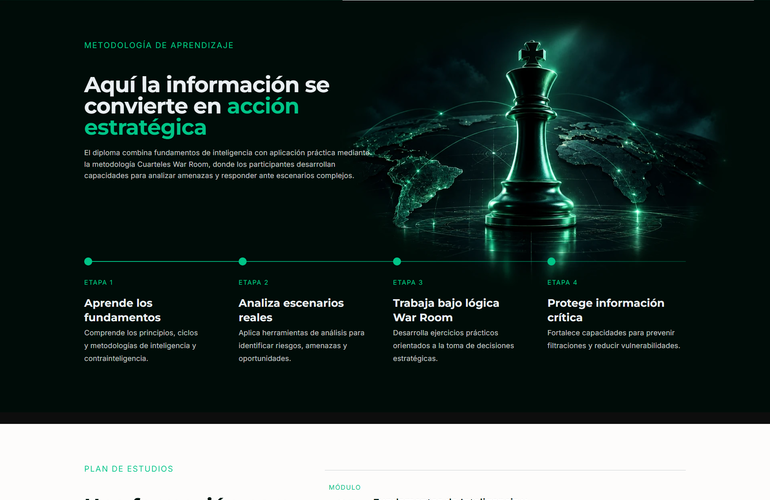 METODOLOGÍA DE APRENDIZAJE
Aquí la información se
convierte en acción
estratégica
El diploma combina fundamentos de inteligencia con aplicación práctica mediante
la metodología Cuarteles War Room, donde los participantes desarrollan
capacidades para analizar amenazas y responder ante escenarios complejos.
ETAPA 1
Aprende los
fundamentos
Comprende los principios, ciclos
y metodologías de inteligencia y
contrainteligencia.
ETAPA 2
Analiza escenarios
reales
Aplica herramientas de análisis para
identificar riesgos, amenazas y
oportunidades.
ETAPA 3
Trabaja bajo lógica
War Room
Desarrolla ejercicios prácticos
orientados a la toma de decisiones
estratégicas.
ETAPA 4
Protege información
crítica
Fortalece capacidades para prevenir
filtraciones y reducir vulnerabilidades.
PLAN DE ESTUDIOS
MÓDULO